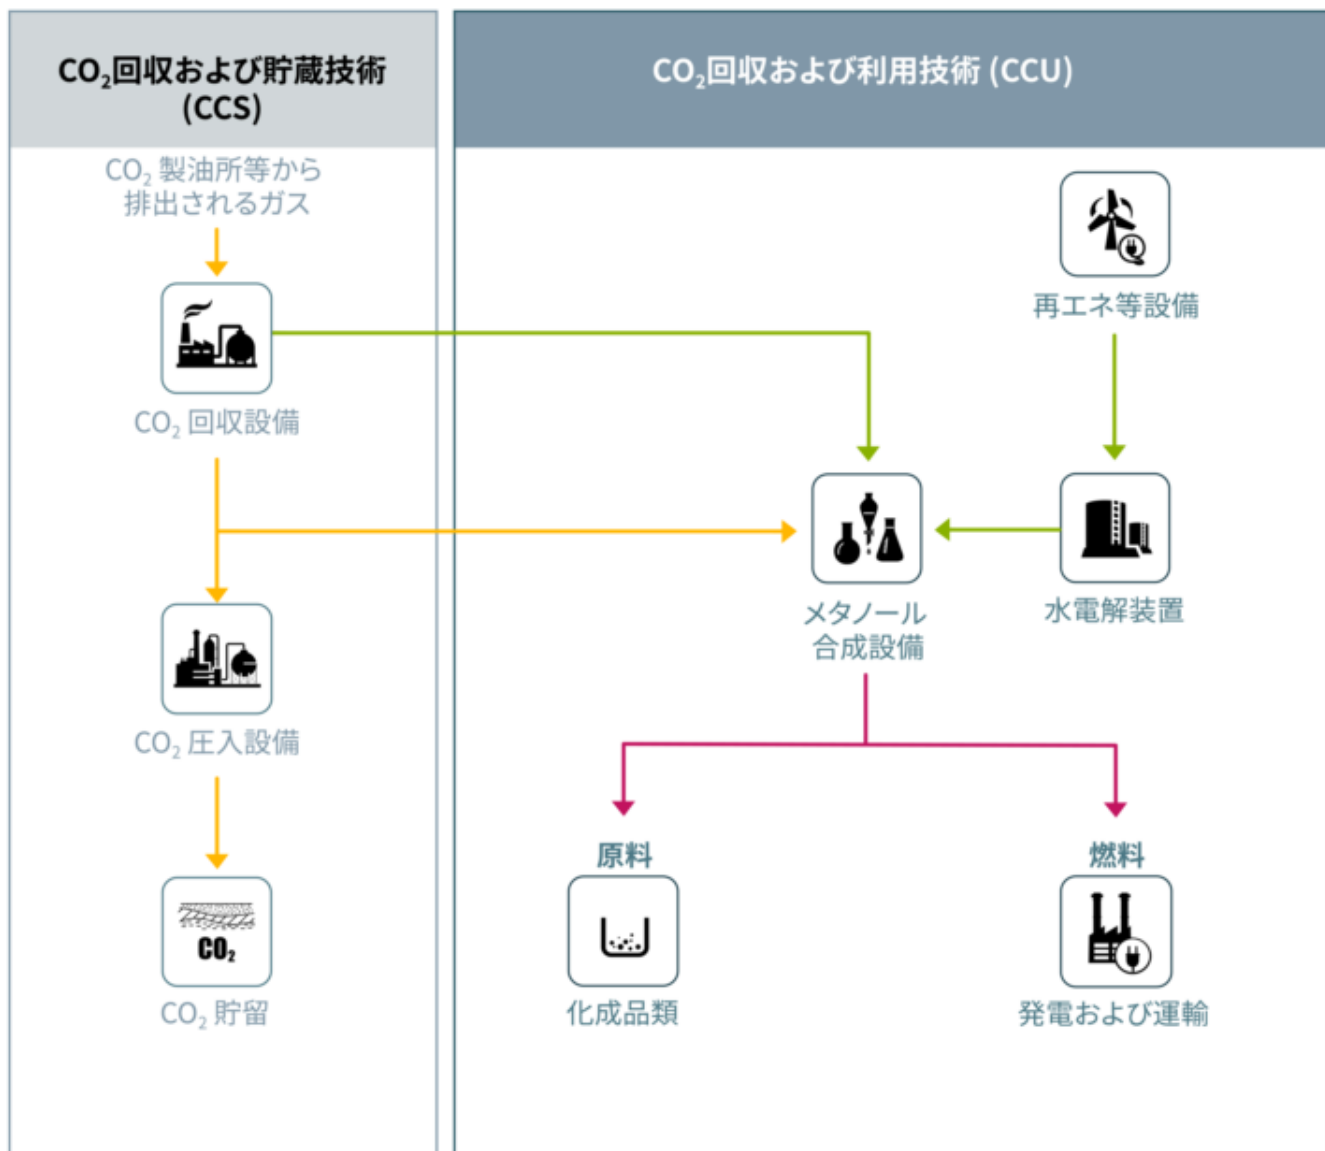 CO₂回収および貯蔵技術
(CCS)
CO₂ 製油所等から
排出されるガス
CO₂ 回収設備
CO₂ 圧入設備
CO₂
CO₂ 貯留
CO₂回収および利用技術 (CCU)
再エネ等設備
メタノール
合成設備
水電解装置
原料
化成品類
燃料
発電および運輸